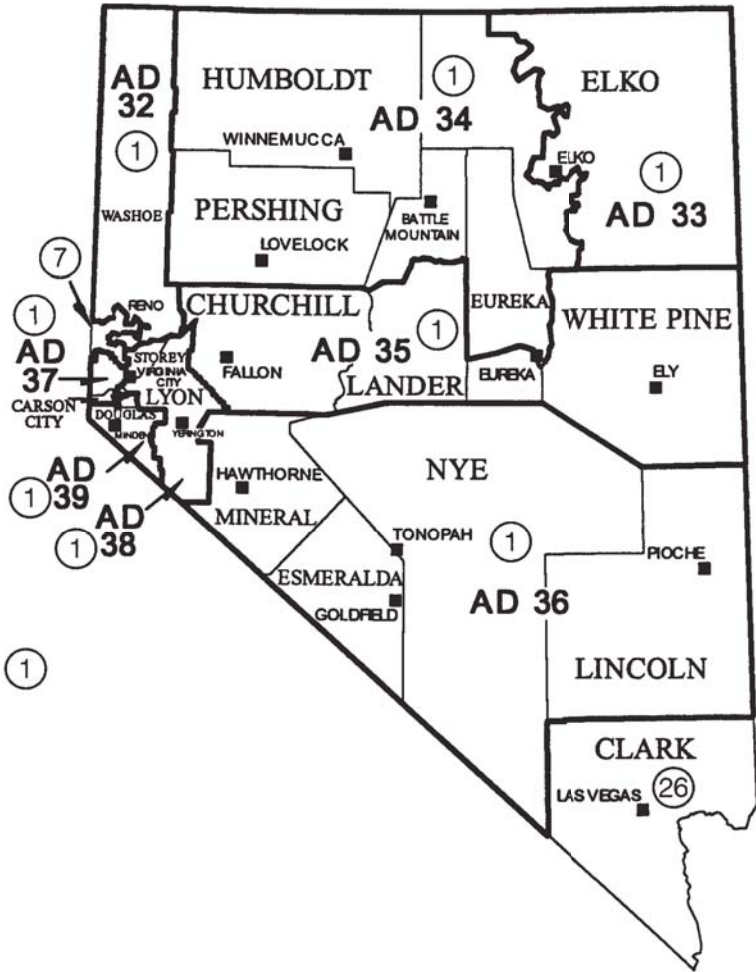 AD
32
1
WASHOE
HUMBOLDT
WINNEMUCCA
1
AD 34
ELKO
ELKO
1
AD 33
PERSHING
LOVELOCK
BATTLE
MOUNTAIN
7
RENO
1
AD
37
CHURCHILL
FALLON
AD 35
1
LANDER
EUREKA
EUREKA
WHITE PINE
ELY
STOREY
VIRGINIA
CITY
LYON
CARSON
CITY
DOUGLAS
MINDEN
YERINGTON
AD
39
1
AD
38
1
HAWTHORNE
MINERAL
NYE
TONOPAH
1
AD 36
ESMERALDA
GOLDFIELD
PIOCHE
LINCOLN
1
CLARK
LAS VEGAS
26